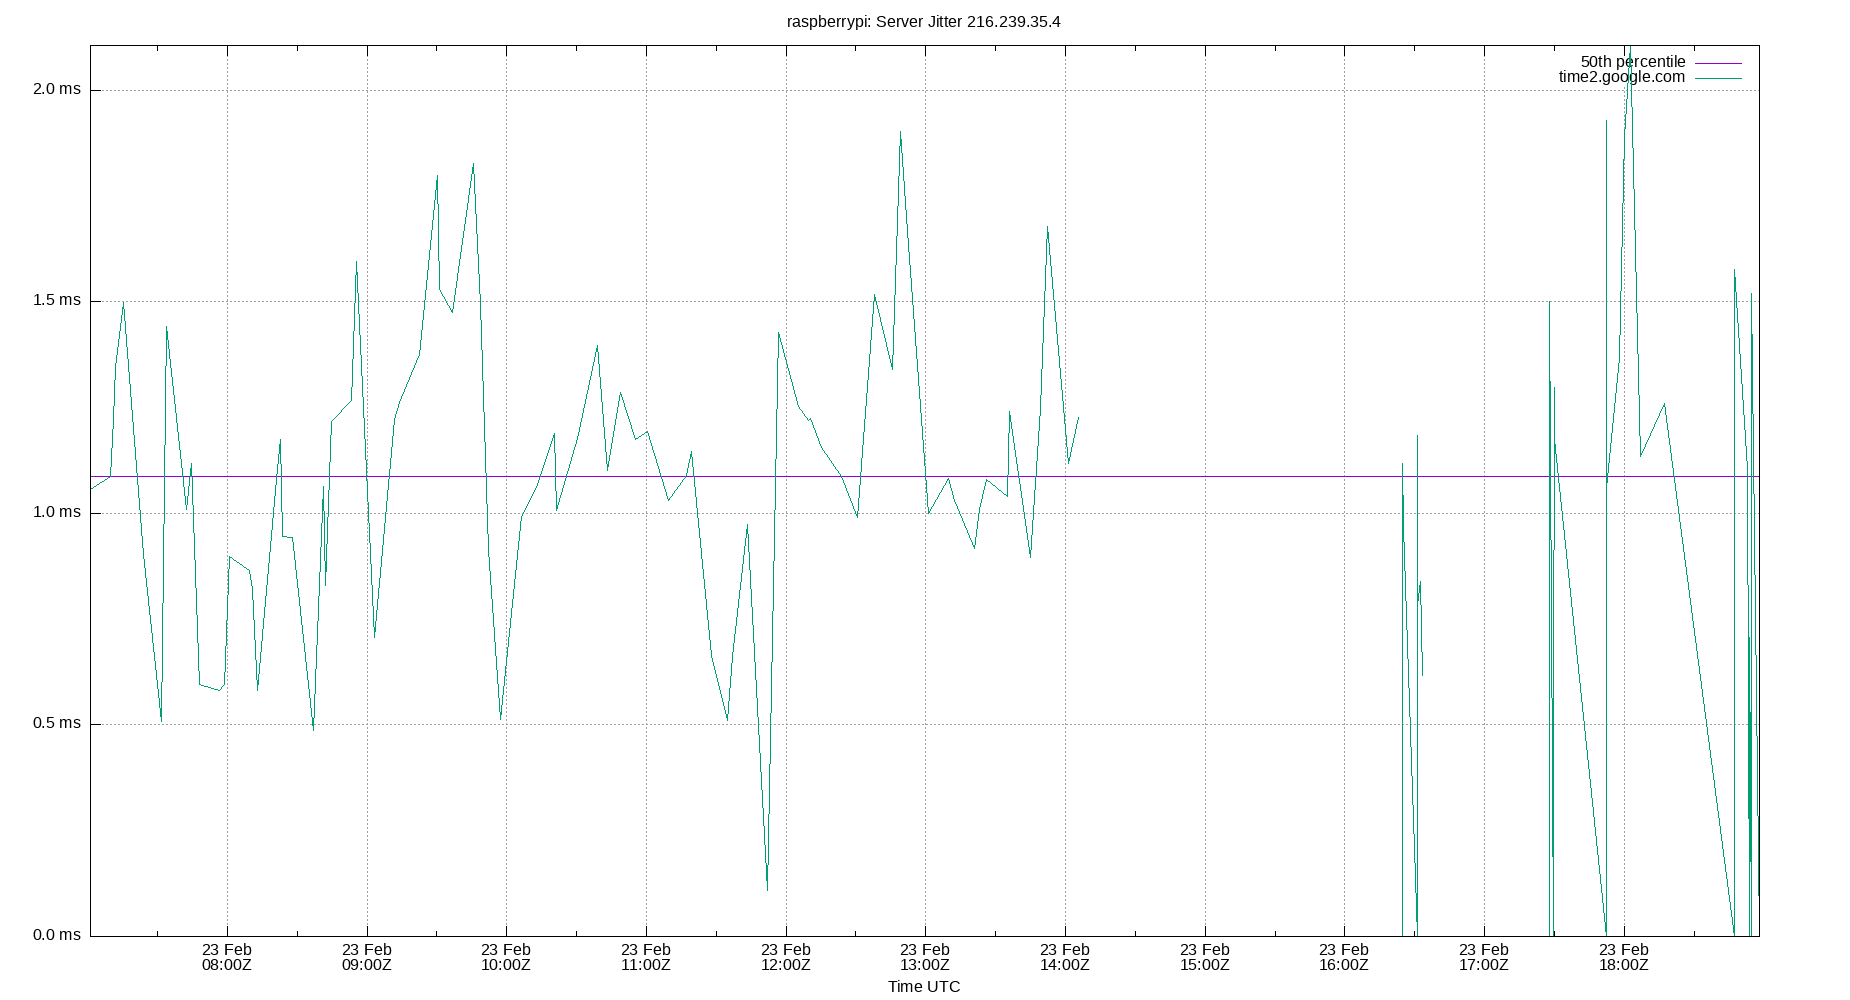 raspberrypi: Server Jitter 216.239.35.4
50th percentile
time2.google.com
2.0 ms
1.5 ms
1.0 ms
0.5 ms
0.0 ms
23 Feb 23 Feb 23 Feb 23 Feb 23 Feb 23 Feb 23 Feb 23 Feb 23 Feb 23 Feb 23 Feb
08:00Z 09:00Z 10:00Z 11:00Z 12:00Z 13:00Z 14:00Z 15:00Z 16:00Z 17:00Z 18:00Z
Time UTC